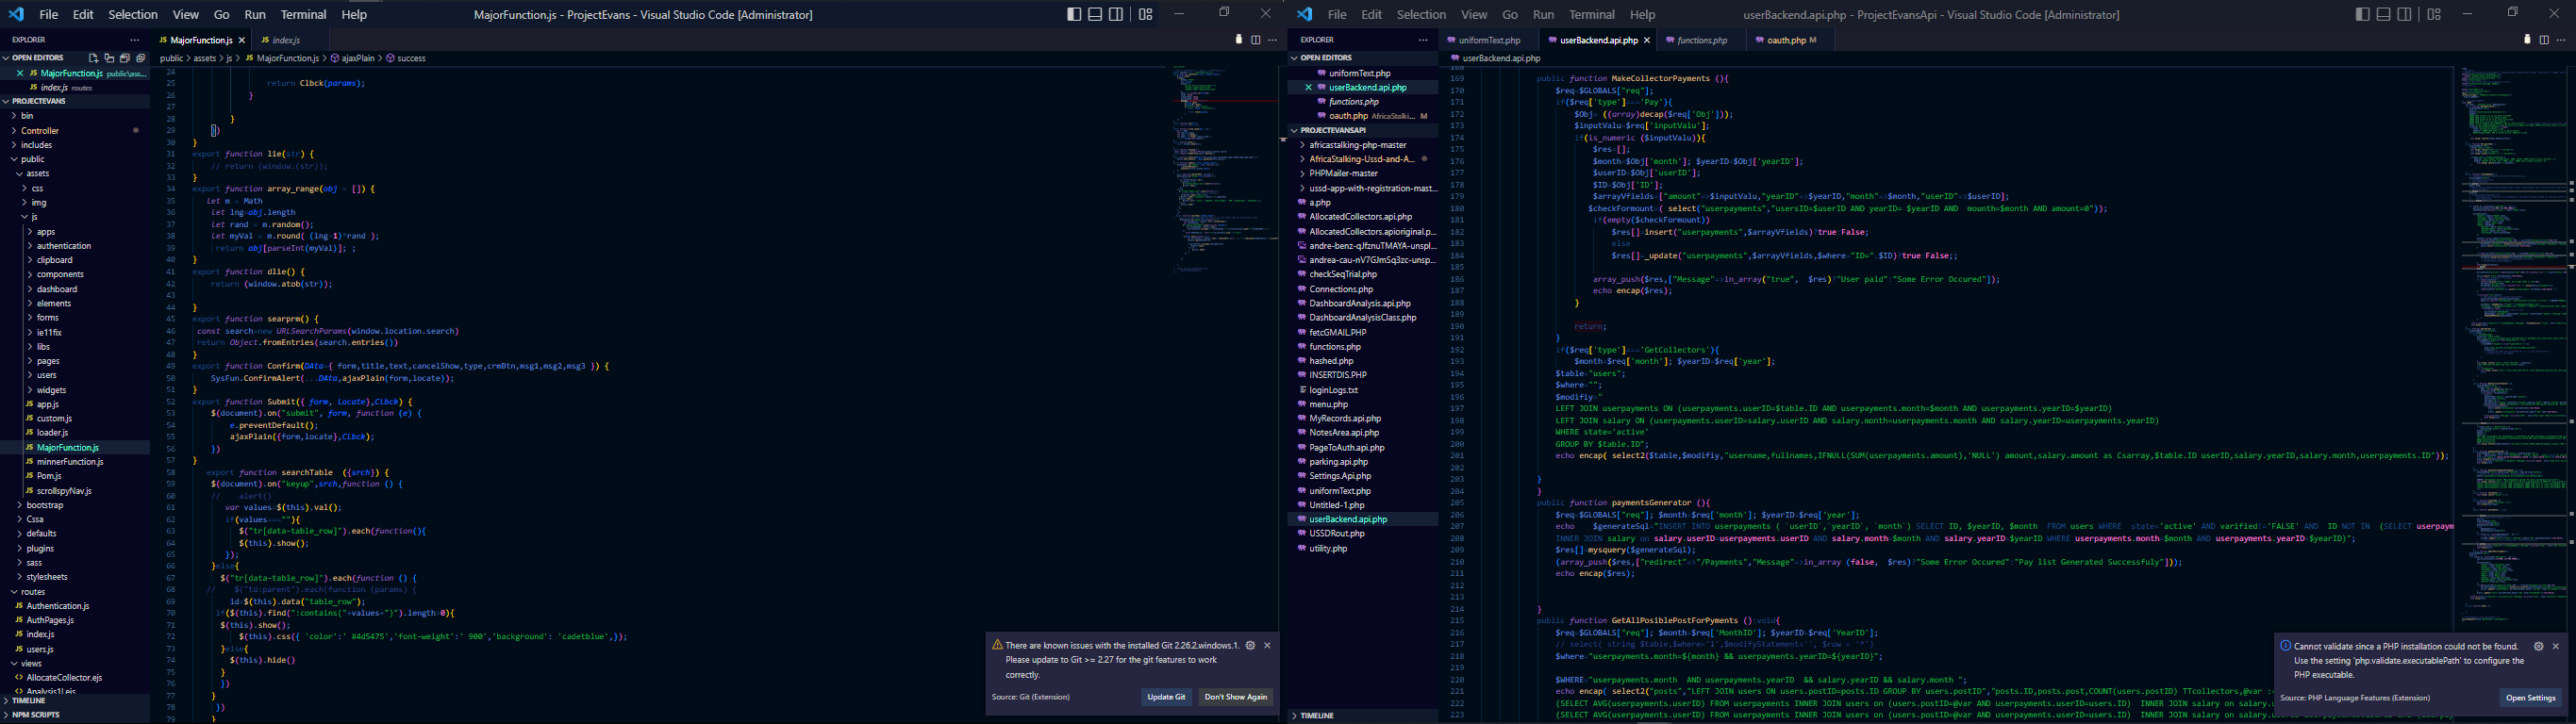 File Edit Selection View Go Run Terminal Help
MajorFunction.js - ProjectEvans - Visual Studio Code [Administrator]
EXPLORER
OPEN EDITORS
MajorFunction.js public\ass...
index.js routes
PROJECTEVANS
bin
Controller
includes
public
assets
css
img
js
apps
authentication
clipboard
components
dashboard
elements
forms
ie11fix
libs
pages
users
widgets
app.js
custom.js
loader.js
MajorFunction.js
minnerFunction.js
Pom.js
scrollspyNav.js
bootstrap
Cssa
defaults
plugins
sass
stylesheets
routes
Authentication.js
AuthPages.js
index.js
users.js
views
AllocateCollector.ejs
Analysis1l.ejs
TIMELINE
NPM SCRIPTS
MajorFunction.js
index.js
public > assets > js > MajorFunction.js > ajaxPlain > success
24
25 return Clbck(params);
26 }
27
28 }
29 })
30 }
31 export function lie(str) {
32 // return (window.(str));
33 }
34 export function array_range(obj = []) {
35 let m = Math
36 let lng=obj.length
37 let rand = m.random();
38 let myVal = m.round( (lng-1)*rand );
39 return obj[parseInt(myVal)]; ;
40 }
41 export function dlie() {
42 return (window.atob(str));
43
44 }
45 export function searprm() {
46 const search=new URLSearchParams(window.location.search)
47 return Object.fromEntries(search.entries())
48 }
49 export function Confirm(DAta={ form,title,text,cancelShow,type,crmBtn,msg1,msg2,msg3 }) {
50 SysFun.ConfirmAlert(...DAta,ajaxPlain(form,locate));
51 }
52 export function Submit({ form, locate},CLbck) {
53 $(document).on("submit", form, function (e) {
54 e.preventDefault();
55 ajaxPlain({form,locate},CLbck);
56 })
57 }
58 export function searchTable ({srch}) {
59 $(document).on("keyup",srch,function () {
60 // alert()
61 var values=$(this).val();
62 if(values===""){
63 $("tr[data-table_row]").each(function(){
64 $(this).show();
65 });
66 }else{
67 $("tr[data-table_row]").each(function () {
68 // $("td:parent").each(function (params) {
69 id=$(this).data("table_row");
70 if($(this).find(":contains("+values+")").length>0){
71 $(this).show();
72 $(this).css({ 'color':' #4d5475','font-weight':' 900','background': 'cadetblue',});
73 }else{
74 $(this).hide()
75 }
76 })
77 }
78 })
79 }
There are known issues with the installed Git 2.26.2.windows.1.
Please update to Git >= 2.27 for the git features to work
correctly.
Source: Git (Extension)
Update Git
Don't Show Again
File Edit Selection View Go Run Terminal Help
userBackend.api.php - ProjectEvansApi - Visual Studio Code [Administrator]
EXPLORER
OPEN EDITORS
uniformText.php
userBackend.api.php
functions.php
oauth.php AfricaStalki... M
PROJECTEVANSAPI
africastalking-php-master
AfricaStalking-Ussd-and-A...
PHPMailer-master
ussd-app-with-registration-mast...
a.php
AllocatedCollectors.api.php
AllocatedCollectors.apioriginal.p...
andre-benz-qJfznuTMAYA-unspl...
andrea-cau-nV7GJmSq3zc-unsp...
checkSeqTrial.php
Connections.php
DashboardAnalysis.api.php
DashboardAnalysisClass.php
fetcGMAIL.PHP
functions.php
hashed.php
INSERTDIS.PHP
loginLogs.txt
menu.php
MyRecords.api.php
NotesArea.api.php
PageToAuth.api.php
parking.api.php
Settings.Api.php
uniformText.php
Untitled-1.php
userBackend.api.php
USSDRout.php
utility.php
TIMELINE
uniformText.php
userBackend.api.php
functions.php
oauth.php M
userBackend.api.php
168
169 public function MakeCollectorPayments (){
170 $req=$GLOBALS["req"];
171 if($req['type']==='Pay'){
172 $Obj= ((array)decap($req['Obj']));
173 $inputValu=$req['inputValu'];
174 if(is_numeric ($inputValu)){
175 $res=[];
176 $month=$Obj['month']; $yearID=$Obj['yearID'];
177 $userID=$Obj['userID'];
178 $ID=$Obj['ID'];
179 $arrayVfields=["amount"=>$inputValu,"yearID"=>$yearID,"month"=>$month,"userID"=>$userID];
180 $checkFormount=( select("userpayments","usersID=$userID AND yearID= $yearID AND mounth=$month AND amount=0"));
181 if(empty($checkFormount))
182 $res[]=insert("userpayments",$arrayVfields)?true:False;
183 else
184 $res[]=_update("userpayments",$arrayVfields,$where="ID=".$ID)?true:False;;
185
186 array_push($res,["Message"=>in_array("true", $res)?"User paid":"Some Error Occured"]);
187 echo encap($res);
188 }
189
190 return;
191 }
192 if($req['type']==='GetCollectors'){
193 $month=$req['month']; $yearID=$req['year'];
194 $table="users";
195 $where="";
196 $modifiy="
197 LEFT JOIN userpayments ON (userpayments.userID=$table.ID AND userpayments.month=$month AND userpayments.yearID=$yearID)
198 LEFT JOIN salary ON (userpayments.userID=salary.userID AND salary.month=userpayments.month AND salary.yearID=userpayments.yearID)
199 WHERE state='active'
200 GROUP BY $table.ID";
201 echo encap( select2($table,$modifiy,"username,fullnames,IFNULL(SUM(userpayments.amount),'NULL') amount,salary.amount as Csarray,$table.ID userID,salary.yearID,salary.month,userpayments.ID"));
202
203 }
204 }
205 public function paymentsGenerator (){
206 $req=$GLOBALS["req"]; $month=$req['month']; $yearID=$req['year'];
207 echo $generateSql="INSERT INTO userpayments ( `userID`,`yearID`, `month`) SELECT ID, $yearID, $month FROM users WHERE state='active' AND varified!='FALSE' AND ID NOT IN (SELECT userpaym
208 INNER JOIN salary on salary.userID=userpayments.userID AND salary.month=$month AND salary.yearID=$yearID WHERE userpayments.month=$month AND userpayments.yearID=$yearID)";
209 $res[]=mysquery($generateSql);
210 (array_push($res,["redirect"=>"/Payments","Message"=>in_array (false, $res)?"Some Error Occured":"Pay list Generated Successfuly"]));
211 echo encap($res);
212
213
214 }
215 public function GetAllPosiblePostForPyments ():void{
216 $req=$GLOBALS["req"]; $month=$req['MonthID']; $yearID=$req['YearID'];
217 // select( string $table,$where='1',$modifyStatement='', $row = '*')
218 $where="userpayments.month=${month} && userpayments.yearID=${yearID}";
219
220 $WHERE="userpayments.month AND userpayments.yearID && salary.yearID && salary.month ";
221 echo encap( select2("posts","LEFT JOIN users ON users.postID=posts.ID GROUP BY users.postID","posts.ID,posts.post,COUNT(users.postID) TTcollectors,@var :=
222 (SELECT AVG(userpayments.userID) FROM userpayments INNER JOIN users on (users.postID=@var AND userpayments.userID=users.ID) INNER JOIN salary on salary.us
223 (SELECT AVG(userpayments.userID) FROM userpayments INNER JOIN users on (users.postID=@var AND userpayments.userID=users.ID) INNER JOIN salary on salary.
Cannot validate since a PHP installation could not be found.
Use the setting 'php.validate.executablePath' to configure the
PHP executable.
Source: PHP Language Features (Extension)
Open Settings